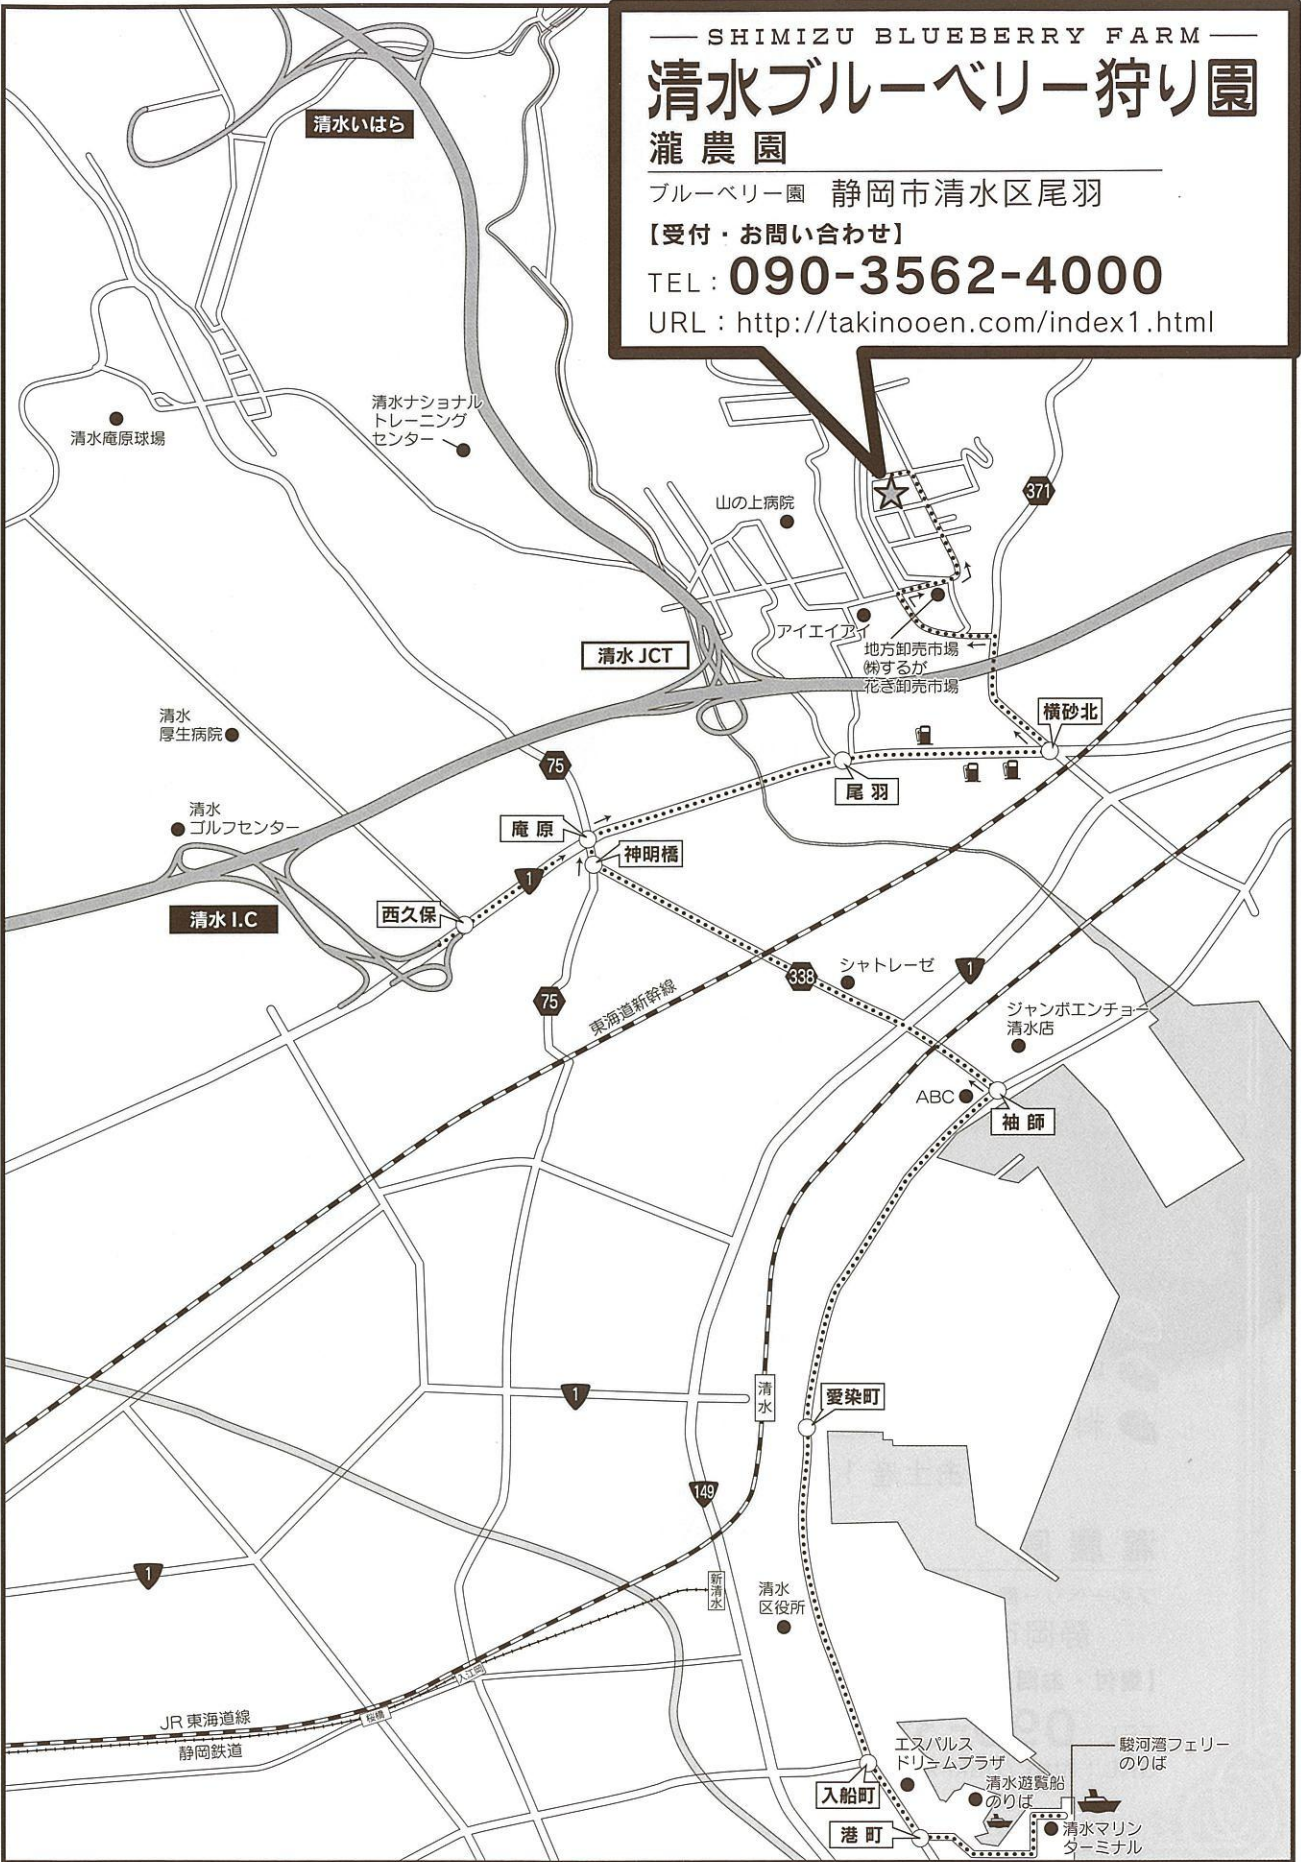 SHIMIZU BLUEBERRY FARM
清水ブルーベリー狩り園
瀧農園
ブルーベリー園 静岡市清水区尾羽
【受付・お問い合わせ】
TEL：090-3562-4000
URL：http://takinooen.com/index1.html
清水いはら
清水ナショナル
トレーニング
センター
清水庵原球場
山の上病院
371
アイエイアイ
地方卸売市場
㈱するが
花き卸売市場
清水 JCT
横砂北
清水
厚生病院
75
尾羽
清水
ゴルフセンター
庵原
神明橋
1
西久保
清水 I.C
338
シャトレーゼ
1
75
東海道新幹線
ジャンボエンチョー
清水店
ABC
袖師
清水
愛染町
1
149
1
新清水
清水
区役所
入江岡
桜橋
JR 東海道線
静岡鉄道
エスパルス
ドリームプラザ
駿河湾フェリー
のりば
清水遊覧船
のりば
入船町
港町
清水マリン
ターミナル